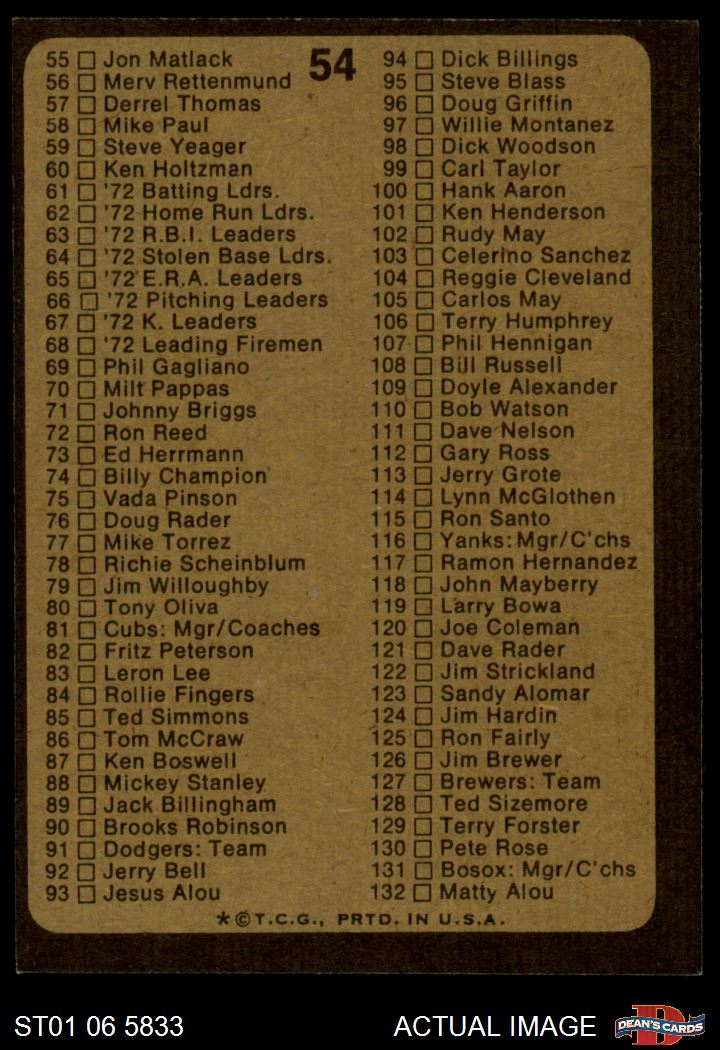 54
55 Jon Matlack
56 Merv Rettenmund
57 Derrel Thomas
58 Mike Paul
59 Steve Yeager
60 Ken Holtzman
61 '72 Batting Ldrs.
62 '72 Home Run Ldrs.
63 '72 R.B.I. Leaders
64 '72 Stolen Base Ldrs.
65 '72 E.R.A. Leaders
66 '72 Pitching Leaders
67 '72 K. Leaders
68 '72 Leading Firemen
69 Phil Gagliano
70 Milt Pappas
71 Johnny Briggs
72 Ron Reed
73 Ed Herrmann
74 Billy Champion
75 Vada Pinson
76 Doug Rader
77 Mike Torrez
78 Richie Scheinblum
79 Jim Willoughby
80 Tony Oliva
81 Cubs: Mgr/Coaches
82 Fritz Peterson
83 Leron Lee
84 Rollie Fingers
85 Ted Simmons
86 Tom McCraw
87 Ken Boswell
88 Mickey Stanley
89 Jack Billingham
90 Brooks Robinson
91 Dodgers: Team
92 Jerry Bell
93 Jesus Alou
94 Dick Billings
95 Steve Blass
96 Doug Griffin
97 Willie Montanez
98 Dick Woodson
99 Carl Taylor
100 Hank Aaron
101 Ken Henderson
102 Rudy May
103 Celerino Sanchez
104 Reggie Cleveland
105 Carlos May
106 Terry Humphrey
107 Phil Hennigan
108 Bill Russell
109 Doyle Alexander
110 Bob Watson
111 Dave Nelson
112 Gary Ross
113 Jerry Grote
114 Lynn McGlothen
115 Ron Santo
116 Yanks: Mgr/C'chs
117 Ramon Hernandez
118 John Mayberry
119 Larry Bowa
120 Joe Coleman
121 Dave Rader
122 Jim Strickland
123 Sandy Alomar
124 Jim Hardin
125 Ron Fairly
126 Jim Brewer
127 Brewers: Team
128 Ted Sizemore
129 Terry Forster
130 Pete Rose
131 Bosox: Mgr/C'chs
132 Matty Alou
*©T.C.G., PRTD. IN U.S.A.
ST01 06 5833
ACTUAL IMAGE
D
DEAN'S CARDS